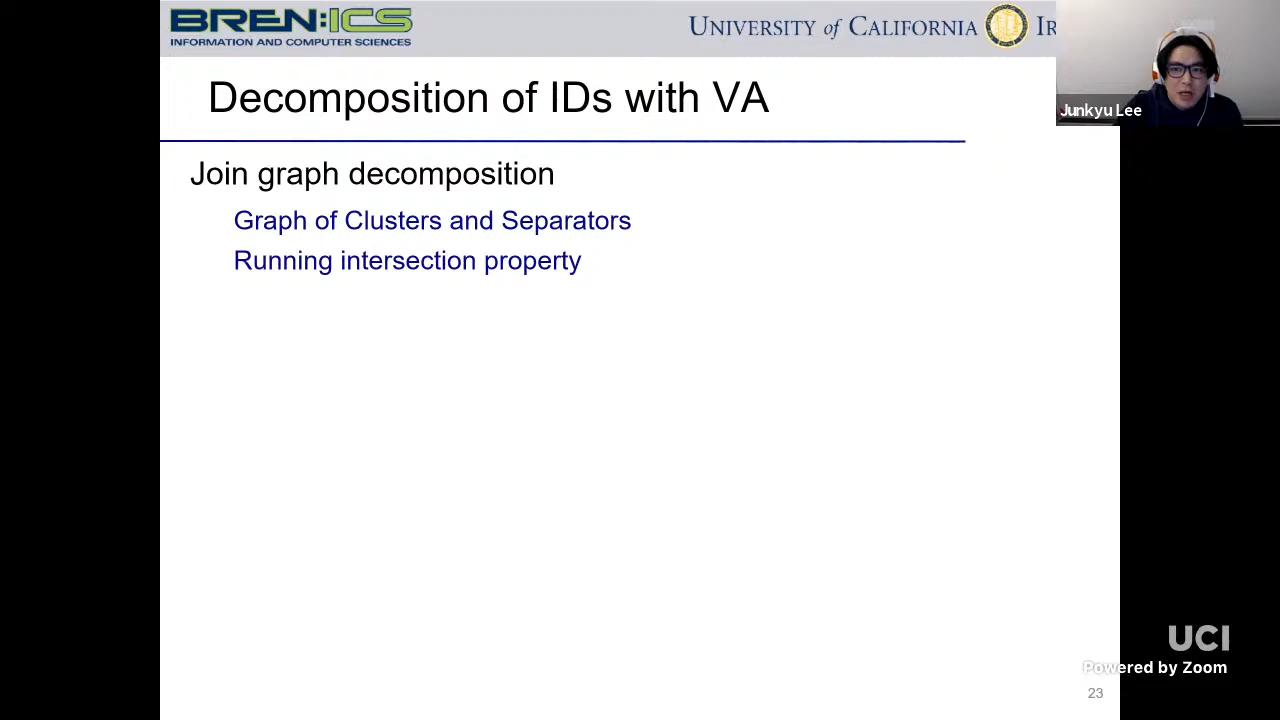 BREN:ICS
INFORMATION AND COMPUTER SCIENCES
UNIVERSITY of CALIFORNIA IR
Junkyu Lee
Decomposition of IDs with VA
Join graph decomposition
Graph of Clusters and Separators
Running intersection property
UCI
Powered by Zoom
23